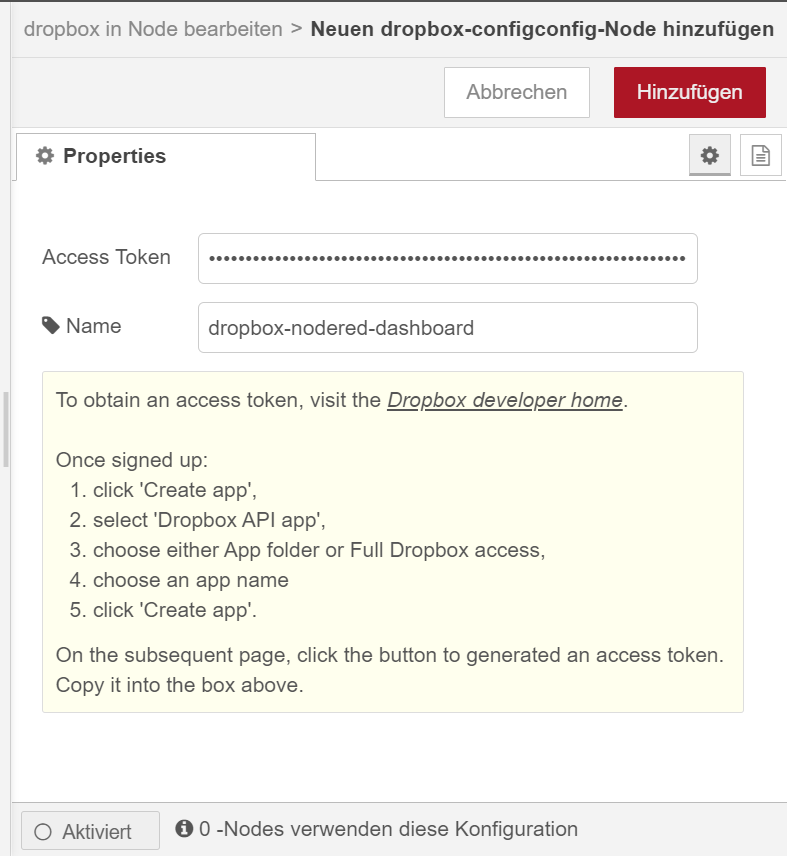 dropbox in Node bearbeiten > Neuen dropbox-configconfig-Node hinzufügen
Abbrechen
Hinzufügen
Properties
Access Token
••••••••••••••••••••••••••••••••••••••••••••••••••••••••••••••••
Name
dropbox-nodered-dashboard
To obtain an access token, visit the Dropbox developer home.
Once signed up:
1. click 'Create app',
2. select 'Dropbox API app',
3. choose either App folder or Full Dropbox access,
4. choose an app name
5. click 'Create app'.
On the subsequent page, click the button to generated an access token.
Copy it into the box above.
Aktiviert
0 -Nodes verwenden diese Konfiguration